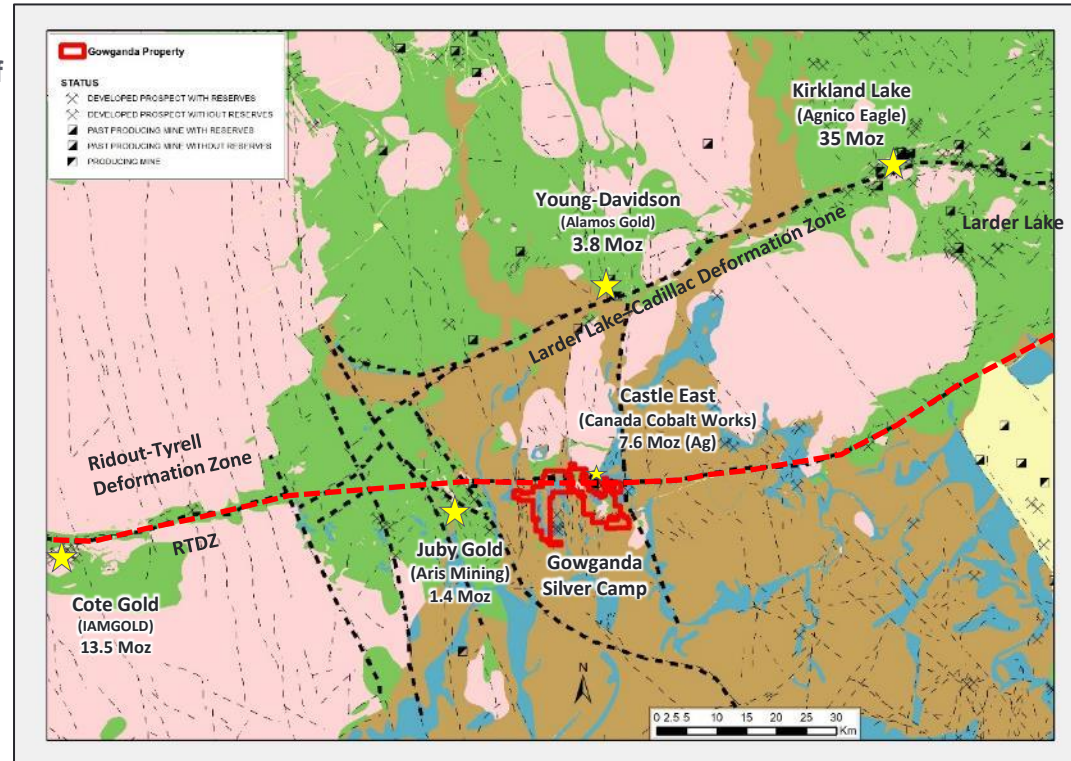 f
Gowganda Property
STATUS
DEVELOPED PROSPECT WITH RESERVES
DEVELOPED PROSPECT WITHOUT RESERVES
PAST PRODUCING MINE WITH RESERVES
PAST PRODUCING MINE WITHOUT RESERVES
PRODUCING MINE
Kirkland Lake
(Agnico Eagle)
35 Moz
Young-Davidson
(Alamos Gold)
3.8 Moz
Larder Lake
Larder Lake–Cadillac Deformation Zone
Castle East
(Canada Cobalt Works)
7.6 Moz (Ag)
Ridout-Tyrell
Deformation Zone
RTDZ
Juby Gold
(Aris Mining)
1.4 Moz
Gowganda
Silver Camp
Cote Gold
(IAMGOLD)
13.5 Moz
N
0 2.5 5 10 15 20 25 30
Km